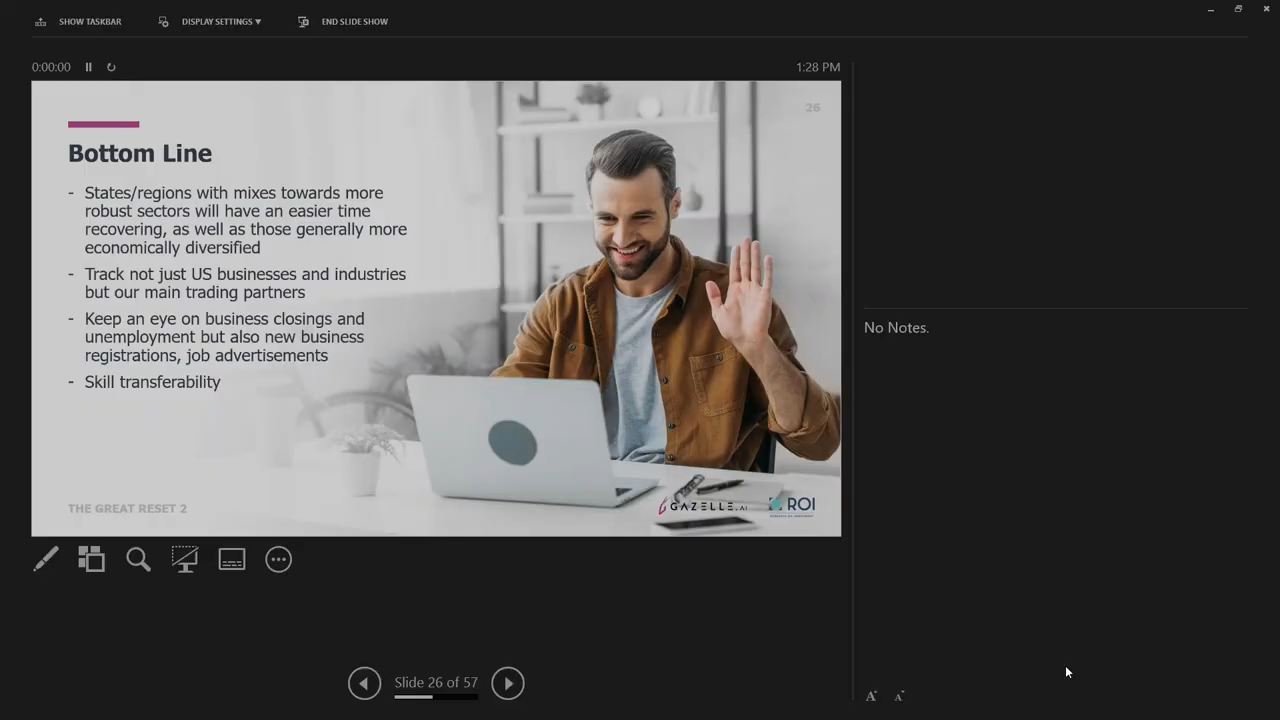 SHOW TASKBAR
DISPLAY SETTINGS ▼
END SLIDE SHOW
0:00:00
1:28 PM
26
Bottom Line
- States/regions with mixes towards more
robust sectors will have an easier time
recovering, as well as those generally more
economically diversified
- Track not just US businesses and industries
but our main trading partners
- Keep an eye on business closings and
unemployment but also new business
registrations, job advertisements
- Skill transferability
THE GREAT RESET 2
GAZELLE.AI
ROI
No Notes.
Slide 26 of 57
A
A